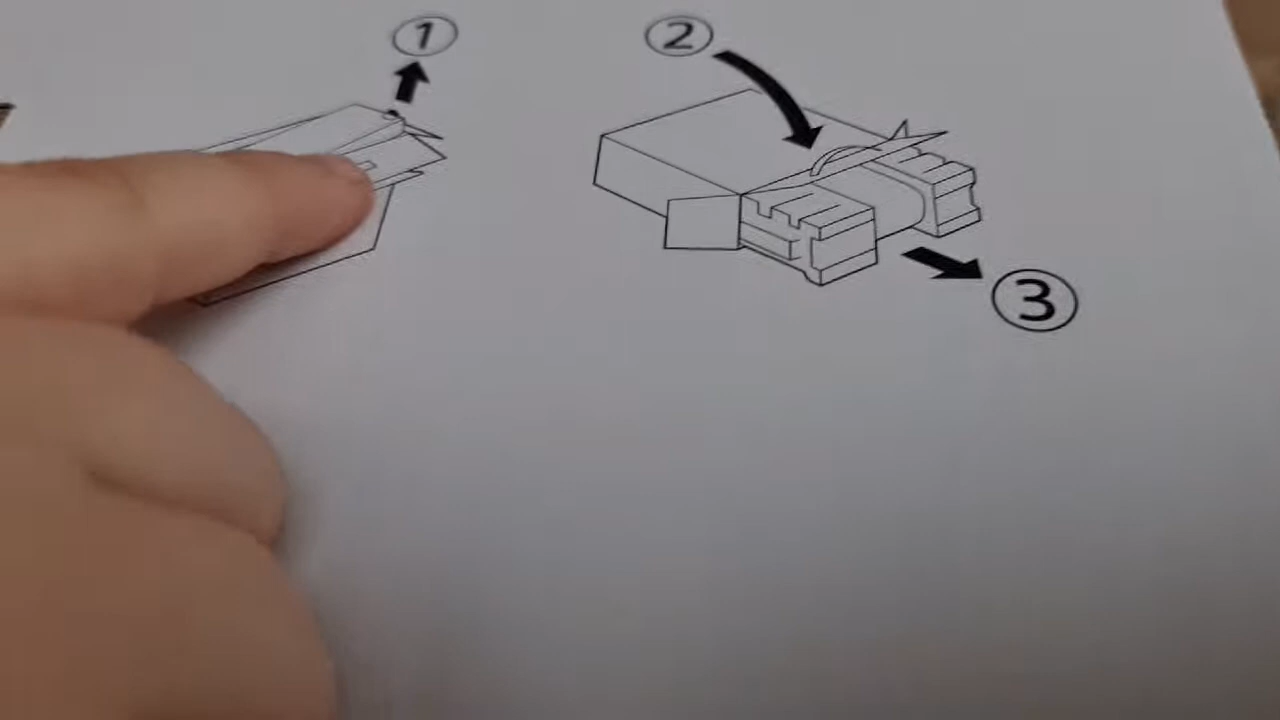 ①
②
③